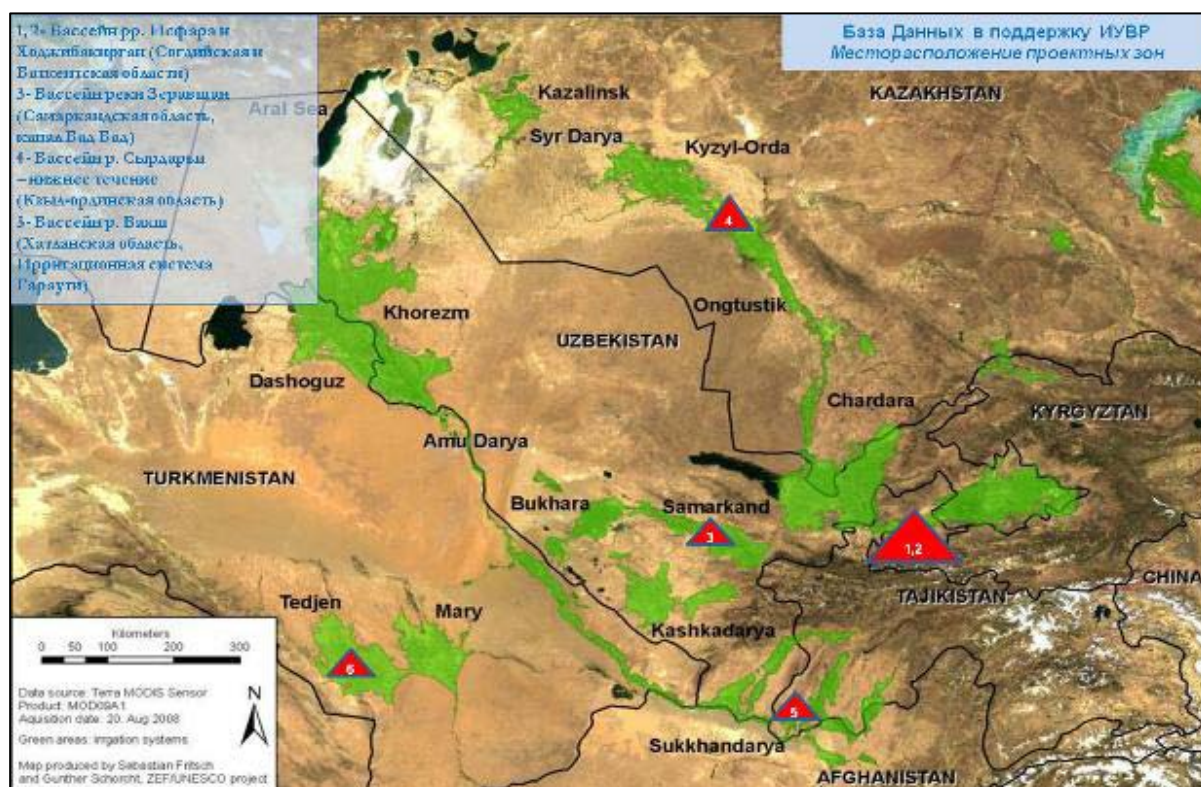 1,2- Бассейн рр. Исфара и
Ходжибакирган (Согдийская и
Баткентская области)
3- Бассейн реки Зеравшан
(Самаркандская область,
канал Бад Бад)
4- Бассейн р. Сырдарьи
– нижнее течение
(Кзыл-ординская область)
3- Бассейн р. Вахш
(Хатланская область,
Ирригационная система
Гараути)
База Данных в поддержку ИУВР
Месторасположение проектных зон
Aral Sea
Kazalinsk
KAZAKHSTAN
Syr Darya
Kyzyl-Orda
4
Khorezm
Ongtustik
UZBEKISTAN
Dashoguz
Chardara
KYRGYZTAN
Amu Darya
TURKMENISTAN
Bukhara
Samarkand
3
1,2
CHINA
TAJIKISTAN
Tedjen
Mary
Kashkadarya
6
5
Sukkhandarya
AFGHANISTAN
Kilometers
0 50 100 200 300
Data source: Terra MODIS Sensor
Product: MOD09A1
Aquisition date: 20. Aug 2008
N
Green areas: irrigation systems
Map produced by Sebastian Fritsch
and Gunther Schorcht, ZEF/UNESCO project